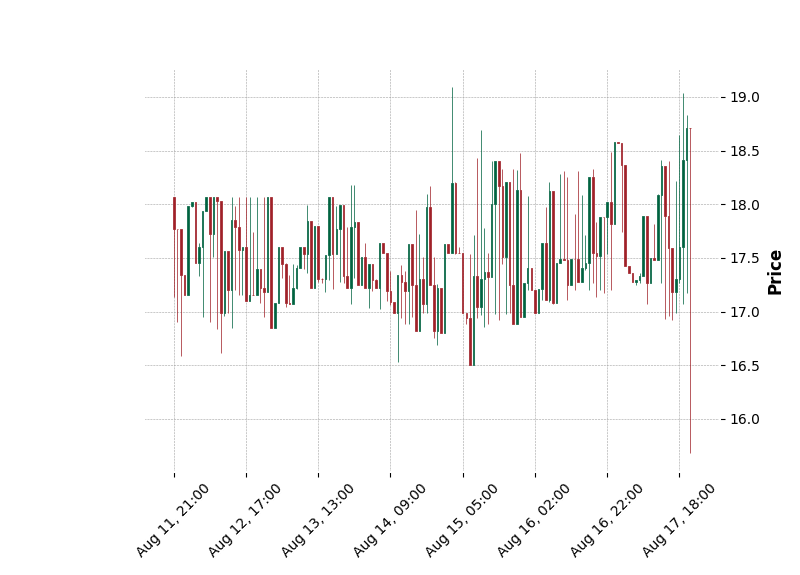 19.0
18.5
18.0
17.5
17.0
16.5
16.0
Price
Aug 11, 21:00
Aug 12, 17:00
Aug 13, 13:00
Aug 14, 09:00
Aug 15, 05:00
Aug 16, 02:00
Aug 16, 22:00
Aug 17, 18:00